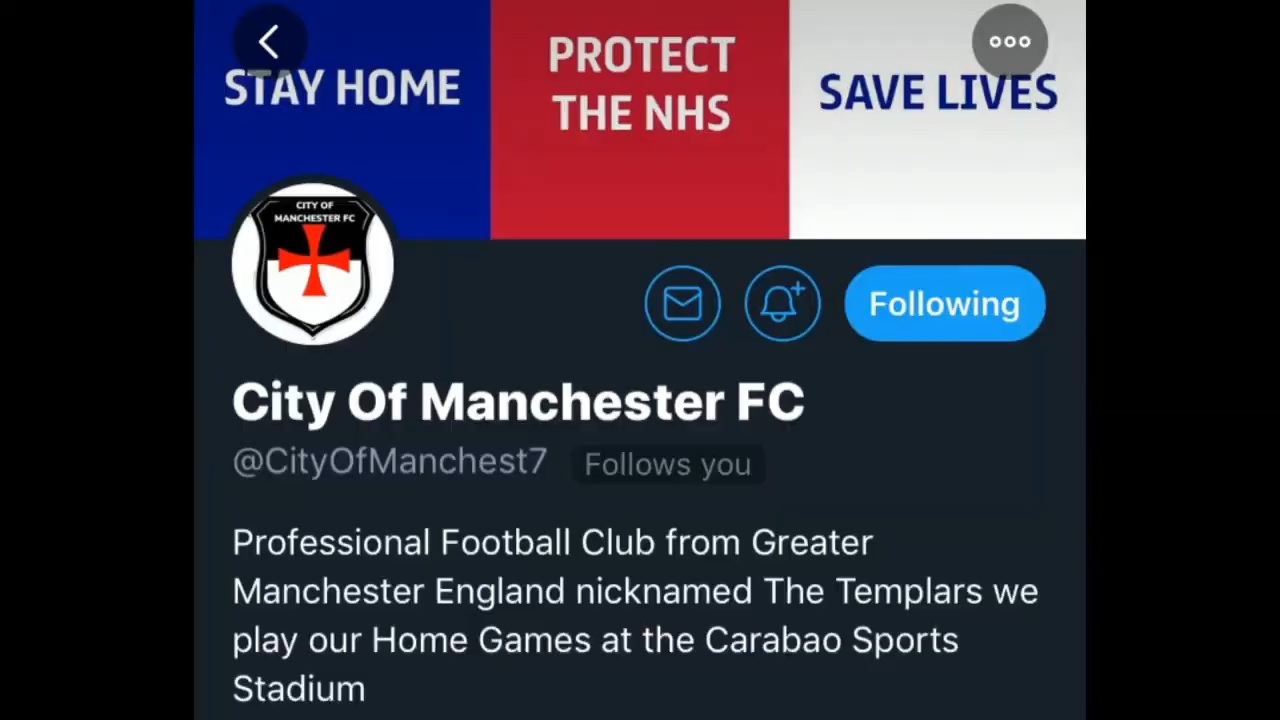 STAY HOME
PROTECT
THE NHS
SAVE LIVES
CITY OF
MANCHESTER FC
Following
City Of Manchester FC
@CityOfManchest7 Follows you
Professional Football Club from Greater
Manchester England nicknamed The Templars we
play our Home Games at the Carabao Sports
Stadium